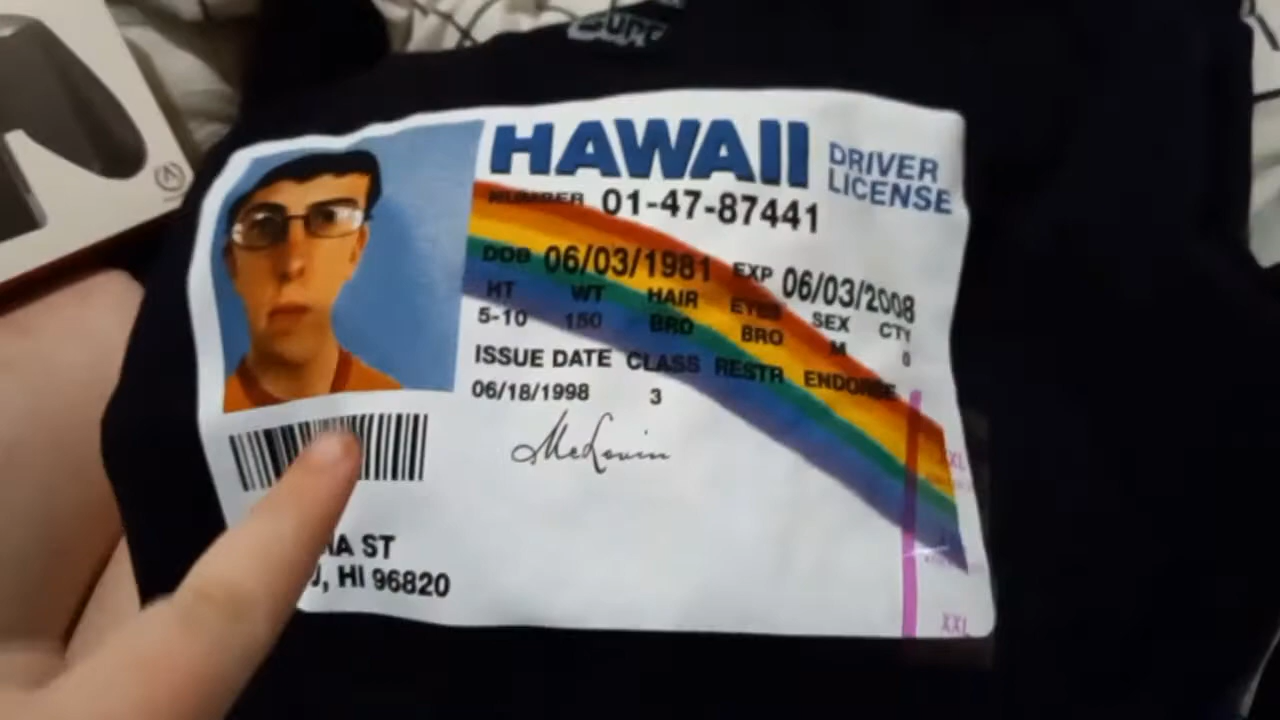 HAWAII
DRIVER
LICENSE
NUMBER 01-47-87441
DOB 06/03/1981 EXP 06/03/2008
HT WT HAIR EYES SEX CTY
5-10 150 BRO BRO M 0
ISSUE DATE CLASS RESTR ENDORSE
06/18/1998 3
McLovin
ST
HI 96820
XXL